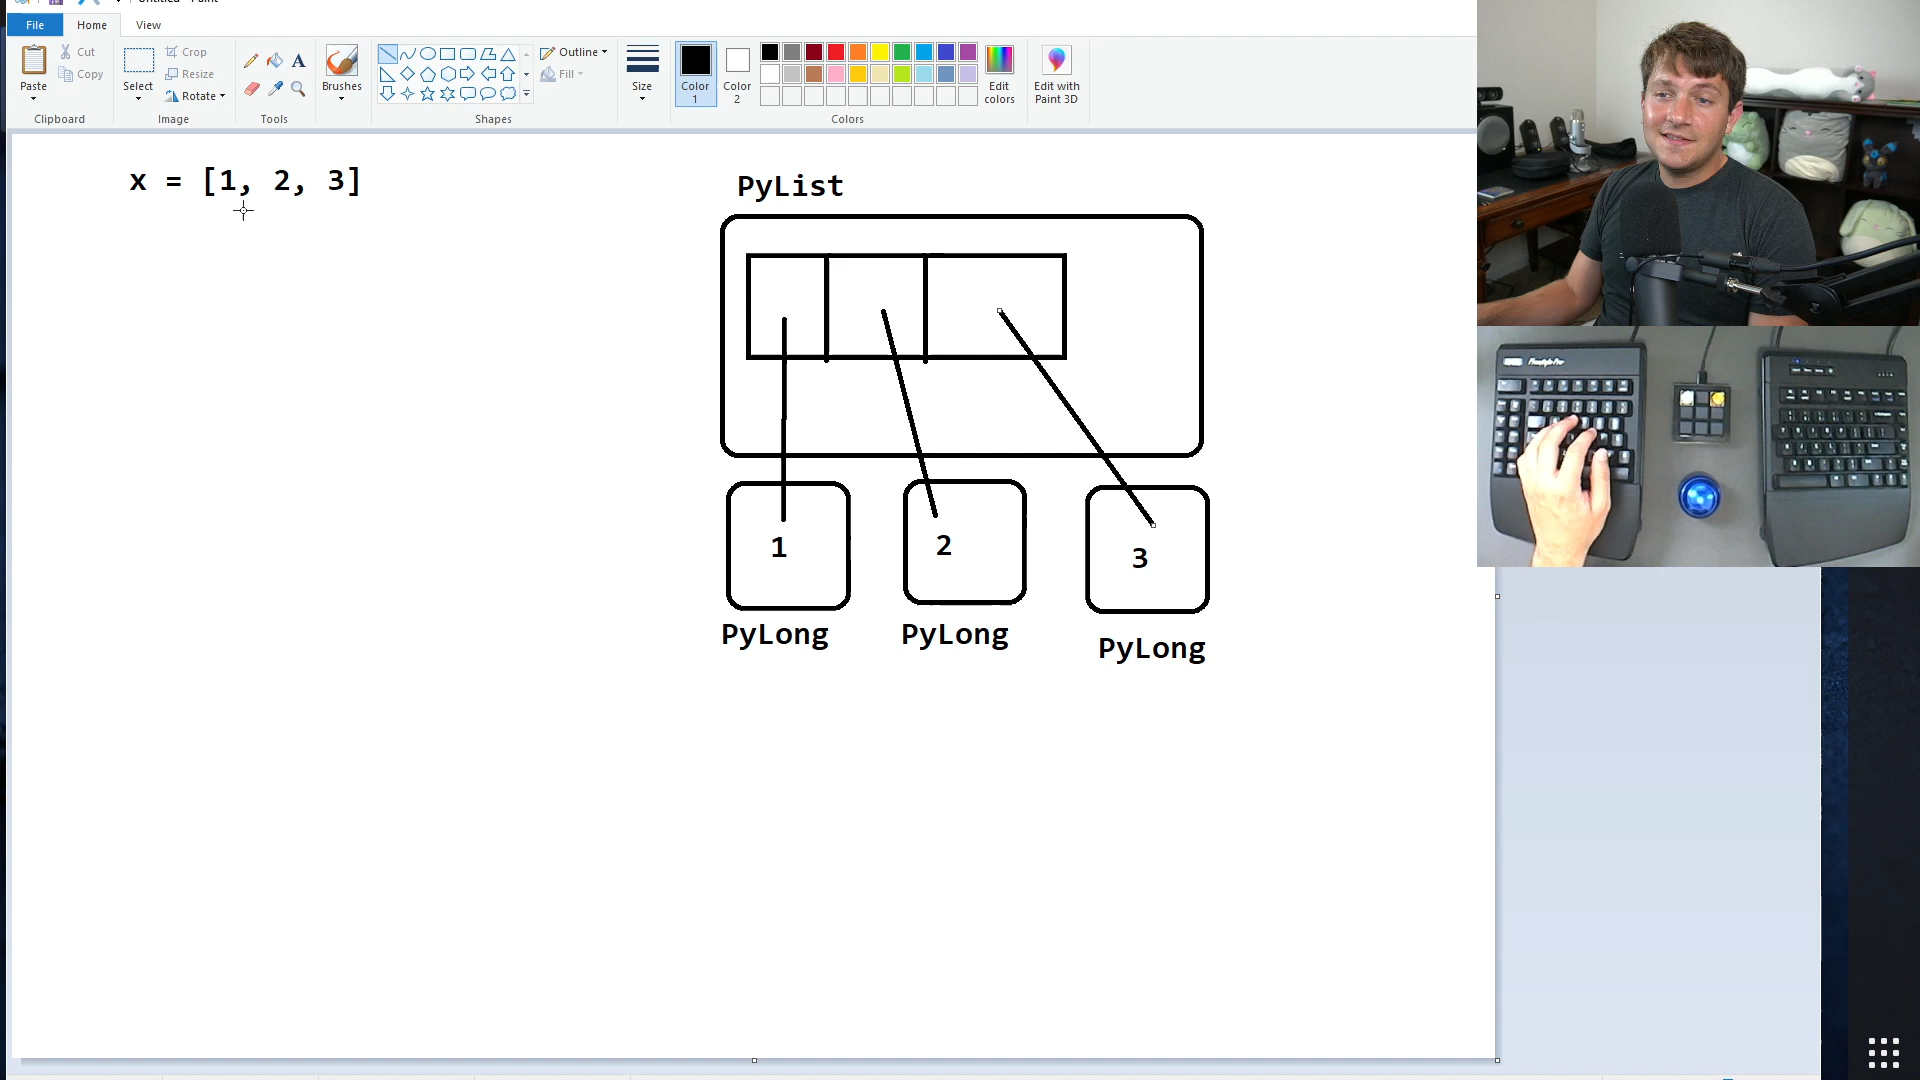 Untitled - Paint
File Home View
Paste
Cut
Copy
Clipboard
Select
Crop
Resize
Rotate
Image
Tools
Brushes
Shapes
Outline
Fill
Size
Color 1
Color 2
Colors
Edit colors
Edit with Paint 3D
x = [1, 2, 3]
PyList
1
2
3
PyLong
PyLong
PyLong